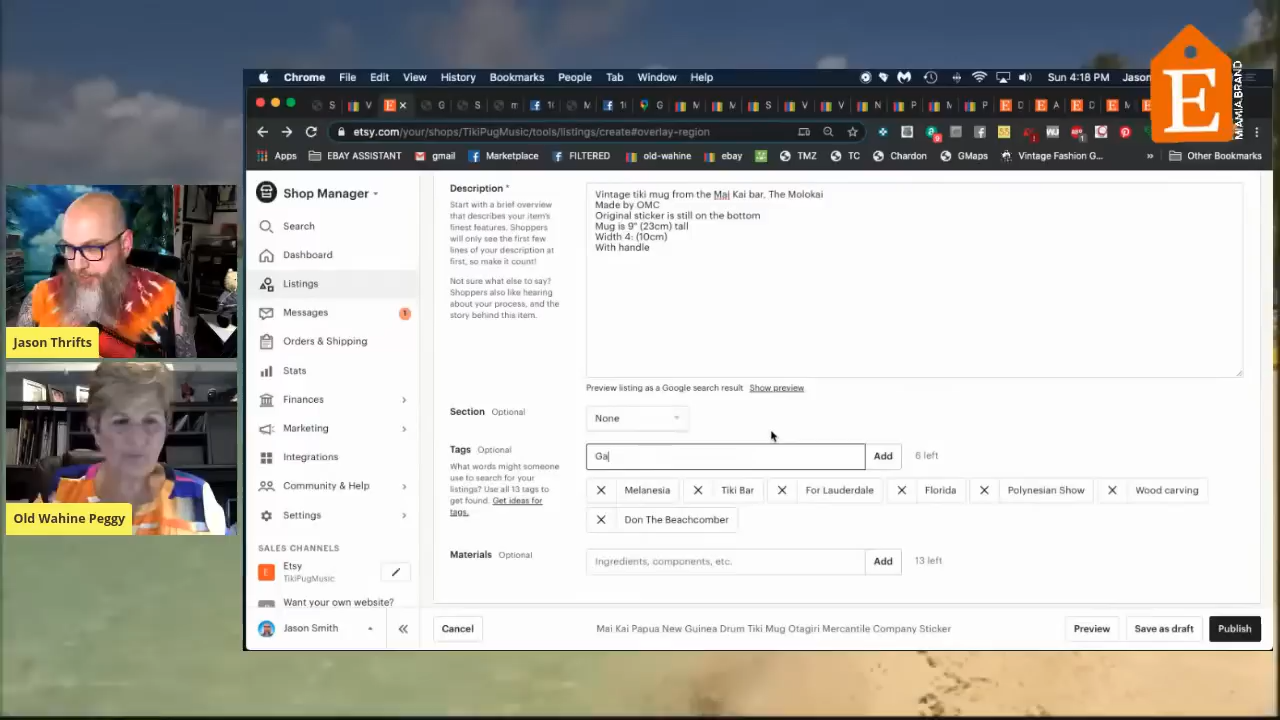 Chrome File Edit View History Bookmarks People Tab Window Help
Sun 4:18 PM Jason
E
MIAMIA.BRAND
etsy.com/your/shops/TikiPugMusic/tools/listings/create#overlay-region
Apps EBAY ASSISTANT gmail Marketplace FILTERED old-wahine ebay TMZ TC Chardon GMaps Vintage Fashion G... » Other Bookmarks
Shop Manager
Search
Dashboard
Listings
Messages 1
Orders & Shipping
Stats
Finances
Marketing
Integrations
Community & Help
Settings
SALES CHANNELS
Etsy
TikiPugMusic
Want your own website?
Jason Smith
Description *
Start with a brief overview
that describes your item's
finest features. Shoppers
will only see the first few
lines of your description at
first, so make it count!
Not sure what else to say?
Shoppers also like hearing
about your process, and the
story behind this item.
Vintage tiki mug from the Mai Kai bar, The Molokai
Made by OMC
Original sticker is still on the bottom
Mug is 9" (23cm) tall
Width 4: (10cm)
With handle
Preview listing as a Google search result Show preview
Section Optional
None
Tags Optional
What words might someone
use to search for your
listings? Use all 13 tags to
get found. Get ideas for
tags.
Ga
Add
6 left
Melanesia Tiki Bar For Lauderdale Florida Polynesian Show Wood carving
Don The Beachcomber
Materials Optional
Ingredients, components, etc.
Add
13 left
Cancel
Mai Kai Papua New Guinea Drum Tiki Mug Otagiri Mercantile Company Sticker
Preview
Save as draft
Publish
Jason Thrifts
Old Wahine Peggy